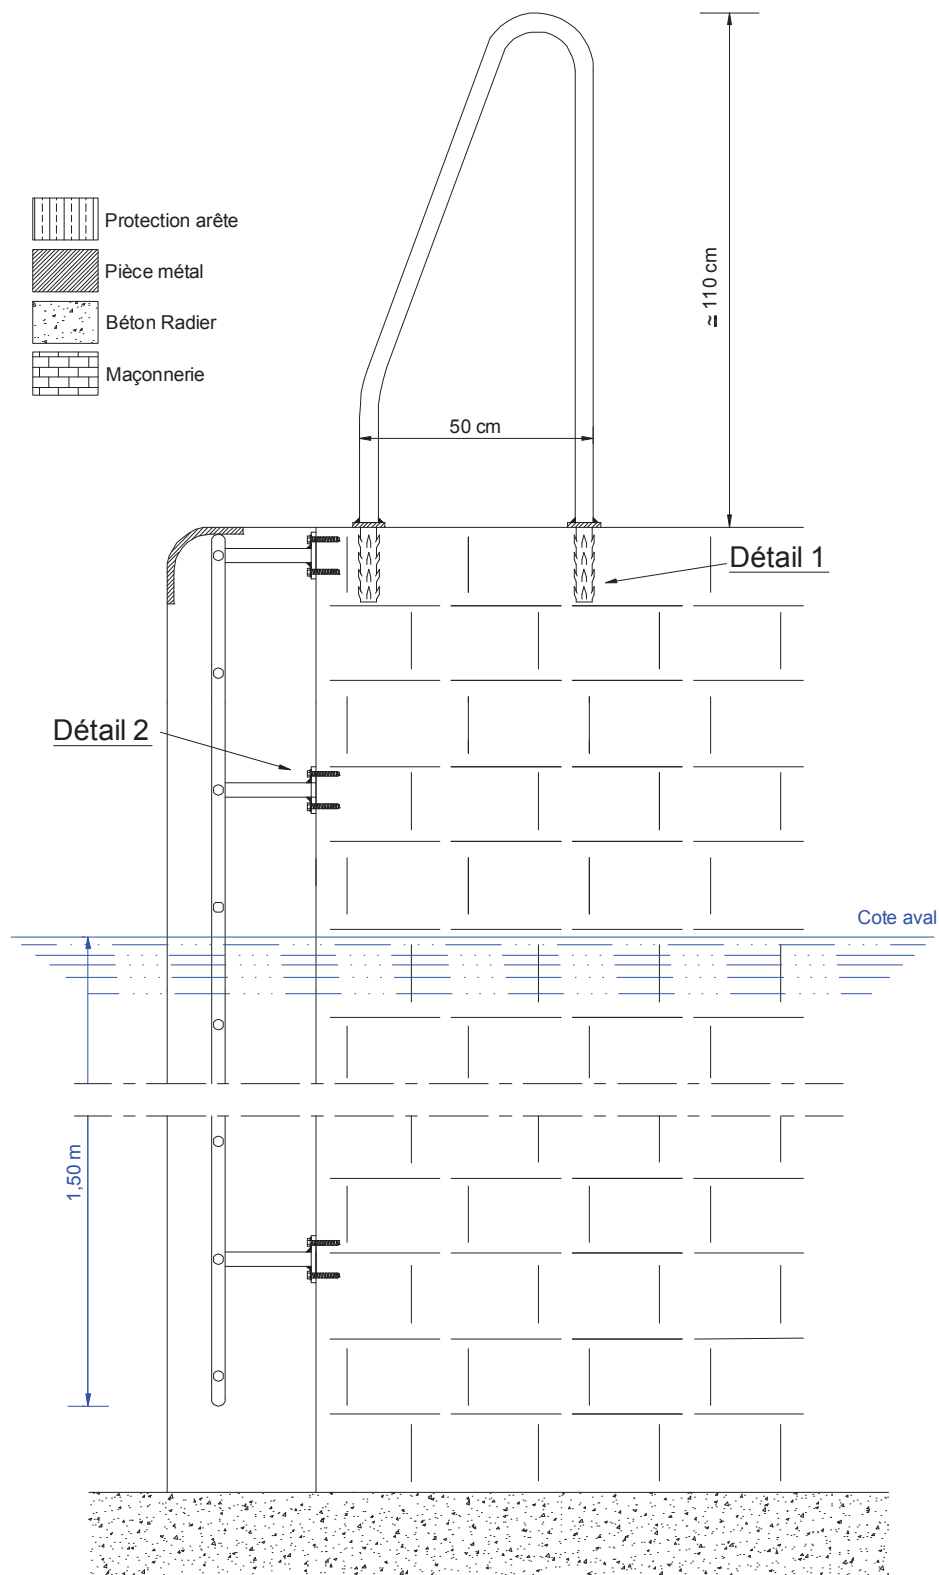 Protection arête
Pièce métal
Béton Radier
Maçonnerie
≃ 110 cm
50 cm
Détail 1
Détail 2
Cote aval
1,50 m